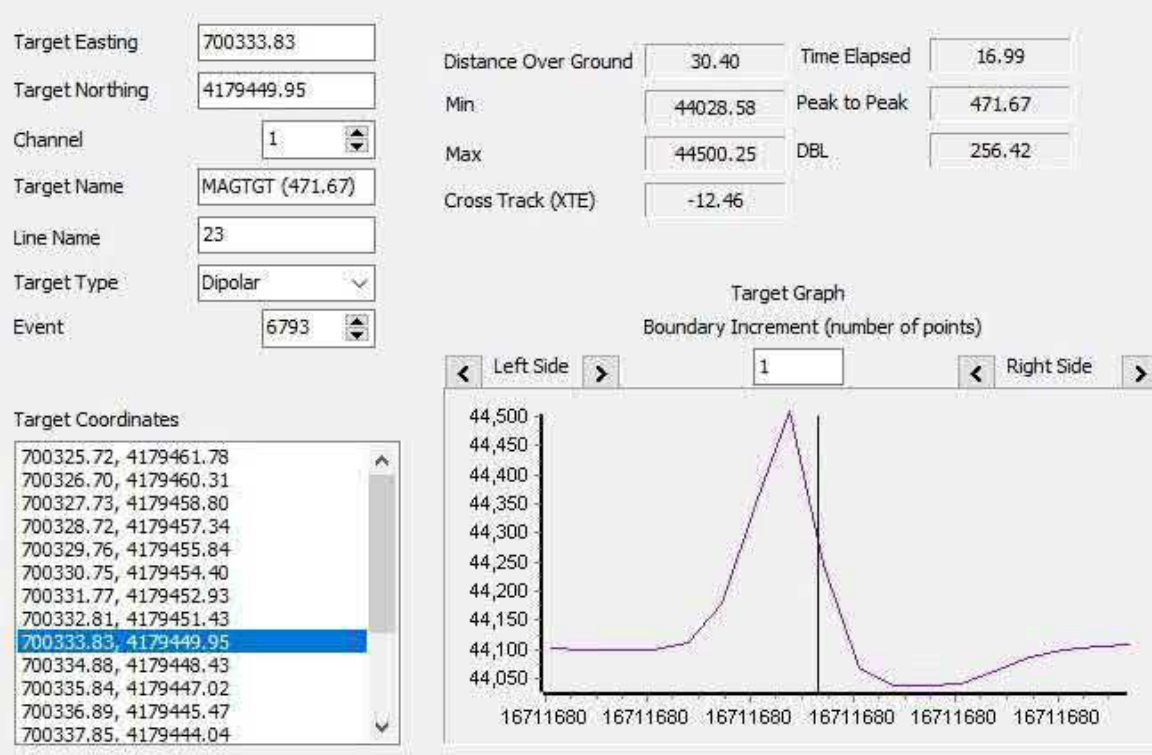 Target Easting 700333.83
Target Northing 4179449.95
Channel 1
Target Name MAGTGT (471.67)
Line Name 23
Target Type Dipolar
Event 6793
Distance Over Ground 30.40 Time Elapsed 16.99
Min 44028.58 Peak to Peak 471.67
Max 44500.25 DBL 256.42
Cross Track (XTE) -12.46
Target Coordinates
700325.72, 4179461.78
700326.70, 4179460.31
700327.73, 4179458.80
700328.72, 4179457.34
700329.76, 4179455.84
700330.75, 4179454.40
700331.77, 4179452.93
700332.81, 4179451.43
700333.83, 4179449.95
700334.88, 4179448.43
700335.84, 4179447.02
700336.89, 4179445.47
700337.85, 4179444.04
Target Graph
Boundary Increment (number of points)
< Left Side > 1 < Right Side >
44,500
44,450
44,400
44,350
44,300
44,250
44,200
44,150
44,100
44,050
16711680 16711680 16711680 16711680 16711680 16711680